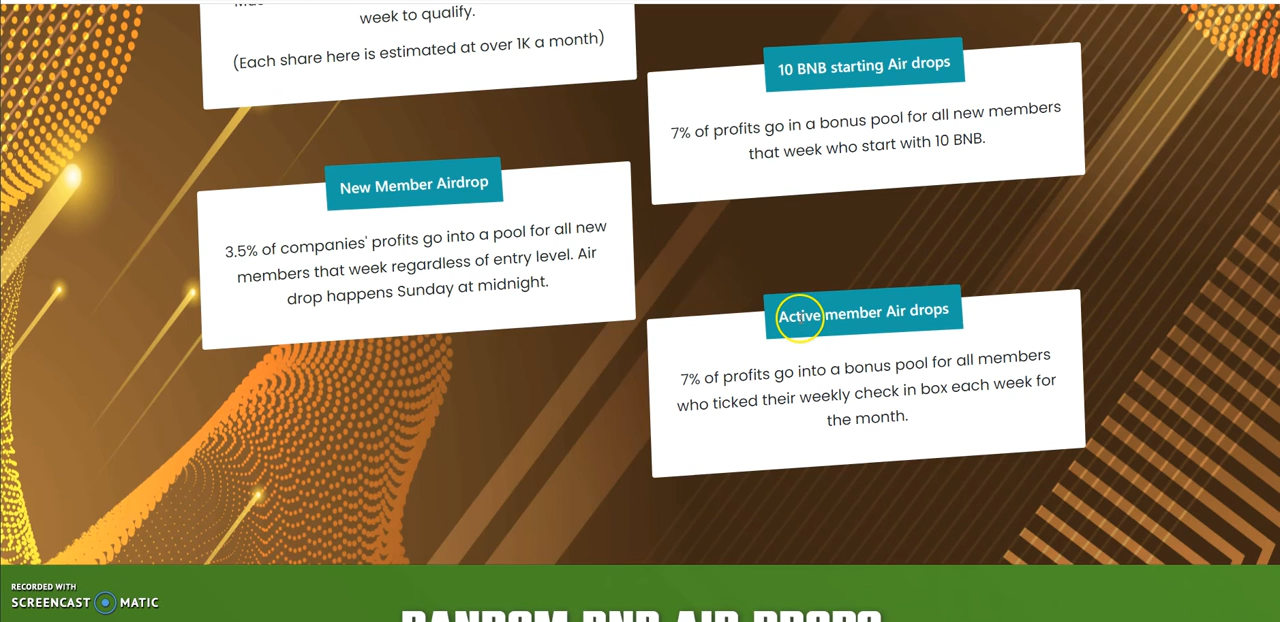 week to qualify.
(Each share here is estimated at over 1K a month)
10 BNB starting Air drops
7% of profits go in a bonus pool for all new members
that week who start with 10 BNB.
New Member Airdrop
3.5% of companies' profits go into a pool for all new
members that week regardless of entry level. Air
drop happens Sunday at midnight.
Active member Air drops
7% of profits go into a bonus pool for all members
who ticked their weekly check in box each week for
the month.
RECORDED WITH
SCREENCAST MATIC
RANDOM BNB AIR DROPS